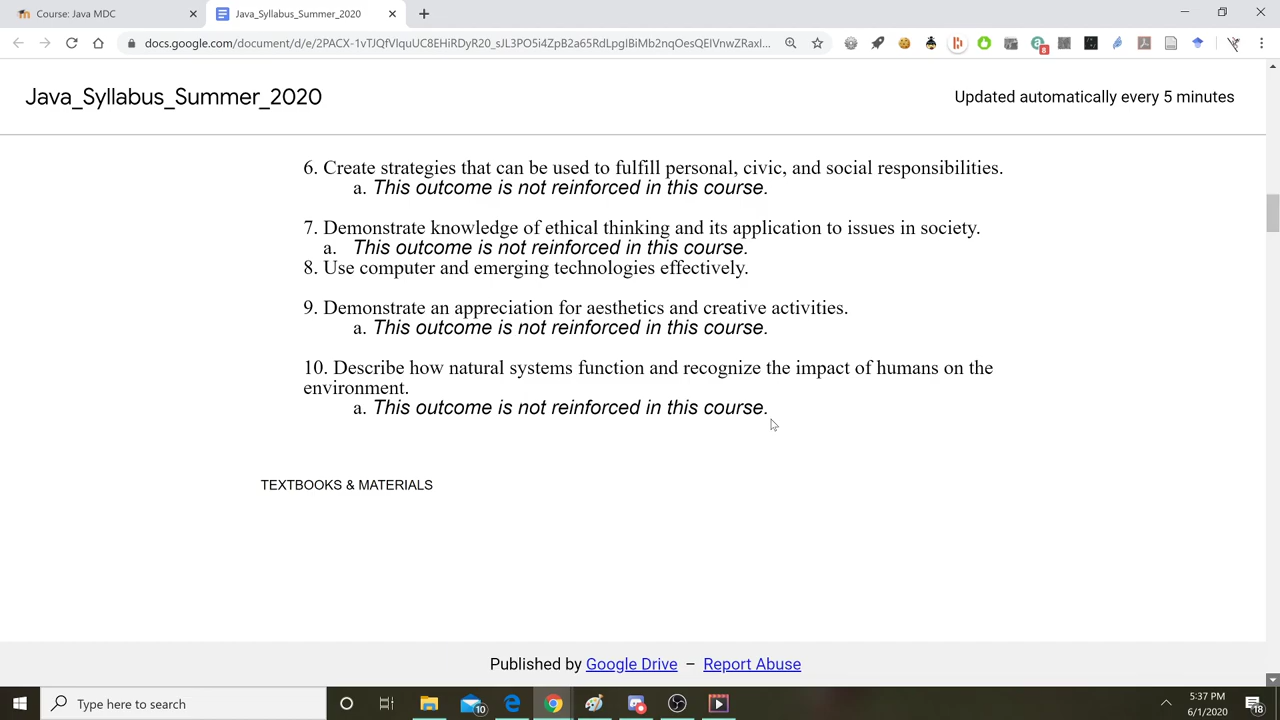 Course: Java MDC
Java_Syllabus_Summer_2020
docs.google.com/document/d/e/2PACX-1vTJOfVIquUC8EHiRDyR20_sJL3PO5i4ZpB2a65RdLpgIBiMb2nqOesQEIVnwZRaxl...
8
Java_Syllabus_Summer_2020
Updated automatically every 5 minutes
6. Create strategies that can be used to fulfill personal, civic, and social responsibilities.
a. This outcome is not reinforced in this course.
7. Demonstrate knowledge of ethical thinking and its application to issues in society.
a. This outcome is not reinforced in this course.
8. Use computer and emerging technologies effectively.
9. Demonstrate an appreciation for aesthetics and creative activities.
a. This outcome is not reinforced in this course.
10. Describe how natural systems function and recognize the impact of humans on the
environment.
a. This outcome is not reinforced in this course.
TEXTBOOKS & MATERIALS
Published by Google Drive – Report Abuse
Type here to search
10
5:37 PM
6/1/2020
18